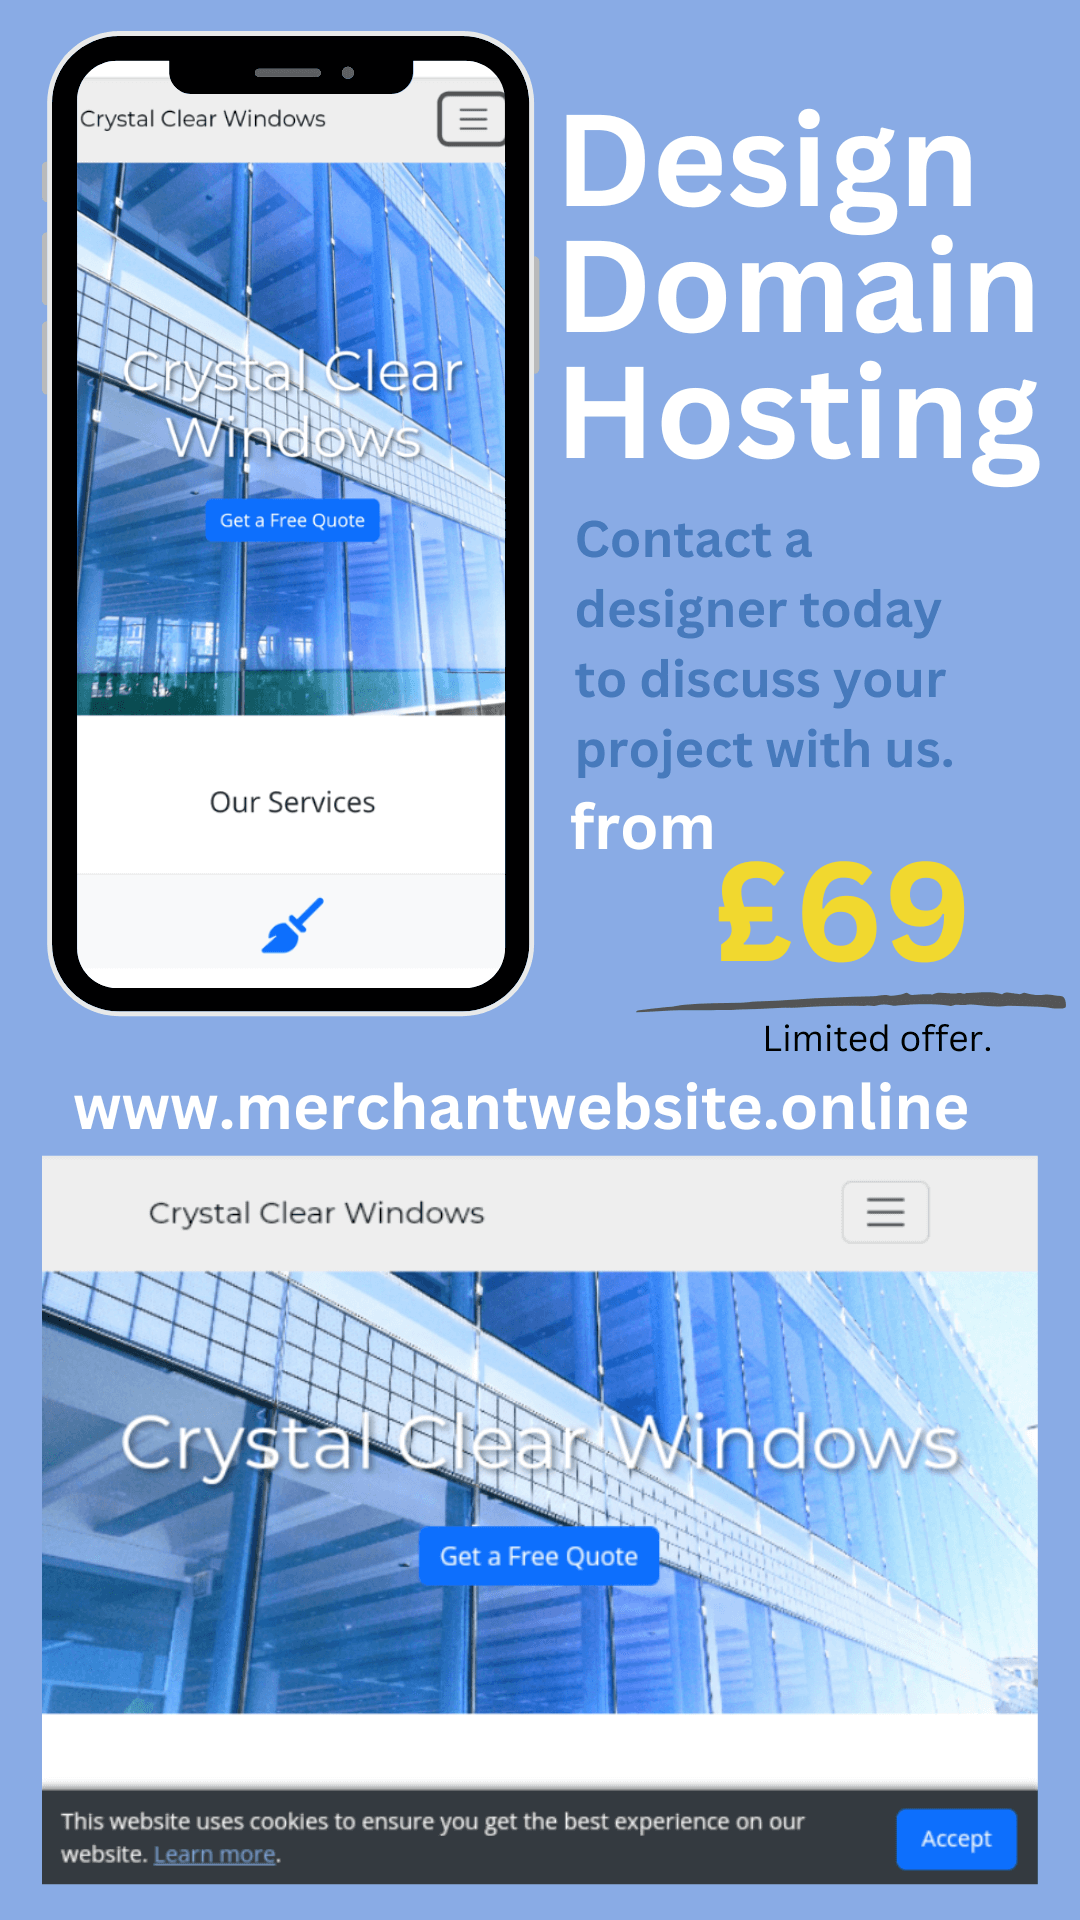 Crystal Clear Windows
Crystal Clear
Windows
Get a Free Quote
Our Services
Design
Domain
Hosting
Contact a
designer today
to discuss your
project with us.
from
£69
Limited offer.
www.merchantwebsite.online
Crystal Clear Windows
Crystal Clear Windows
Get a Free Quote
This website uses cookies to ensure you get the best experience on our
website. Learn more.
Accept